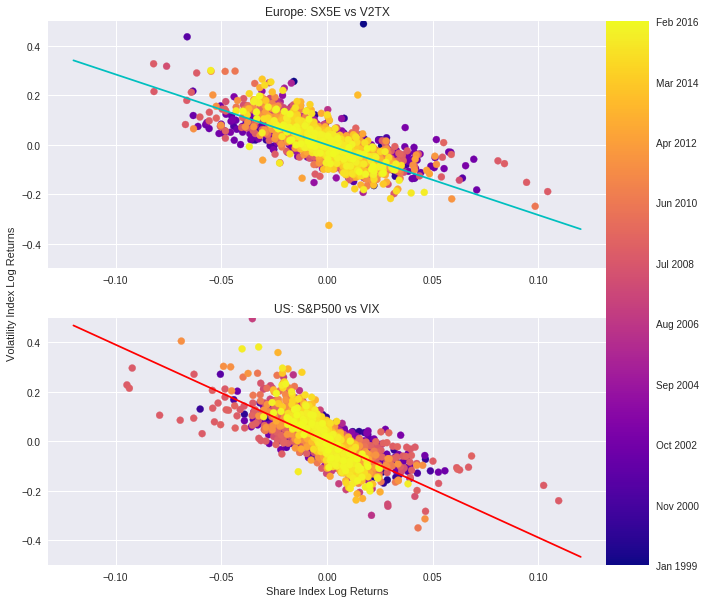 Europe: SX5E vs V2TX
0.4
0.2
0.0
−0.2
−0.4
−0.10
−0.05
0.00
0.05
0.10
US: S&P500 vs VIX
0.4
0.2
0.0
−0.2
−0.4
−0.10
−0.05
0.00
0.05
0.10
Share Index Log Returns
Volatility Index Log Returns
Feb 2016
Mar 2014
Apr 2012
Jun 2010
Jul 2008
Aug 2006
Sep 2004
Oct 2002
Nov 2000
Jan 1999